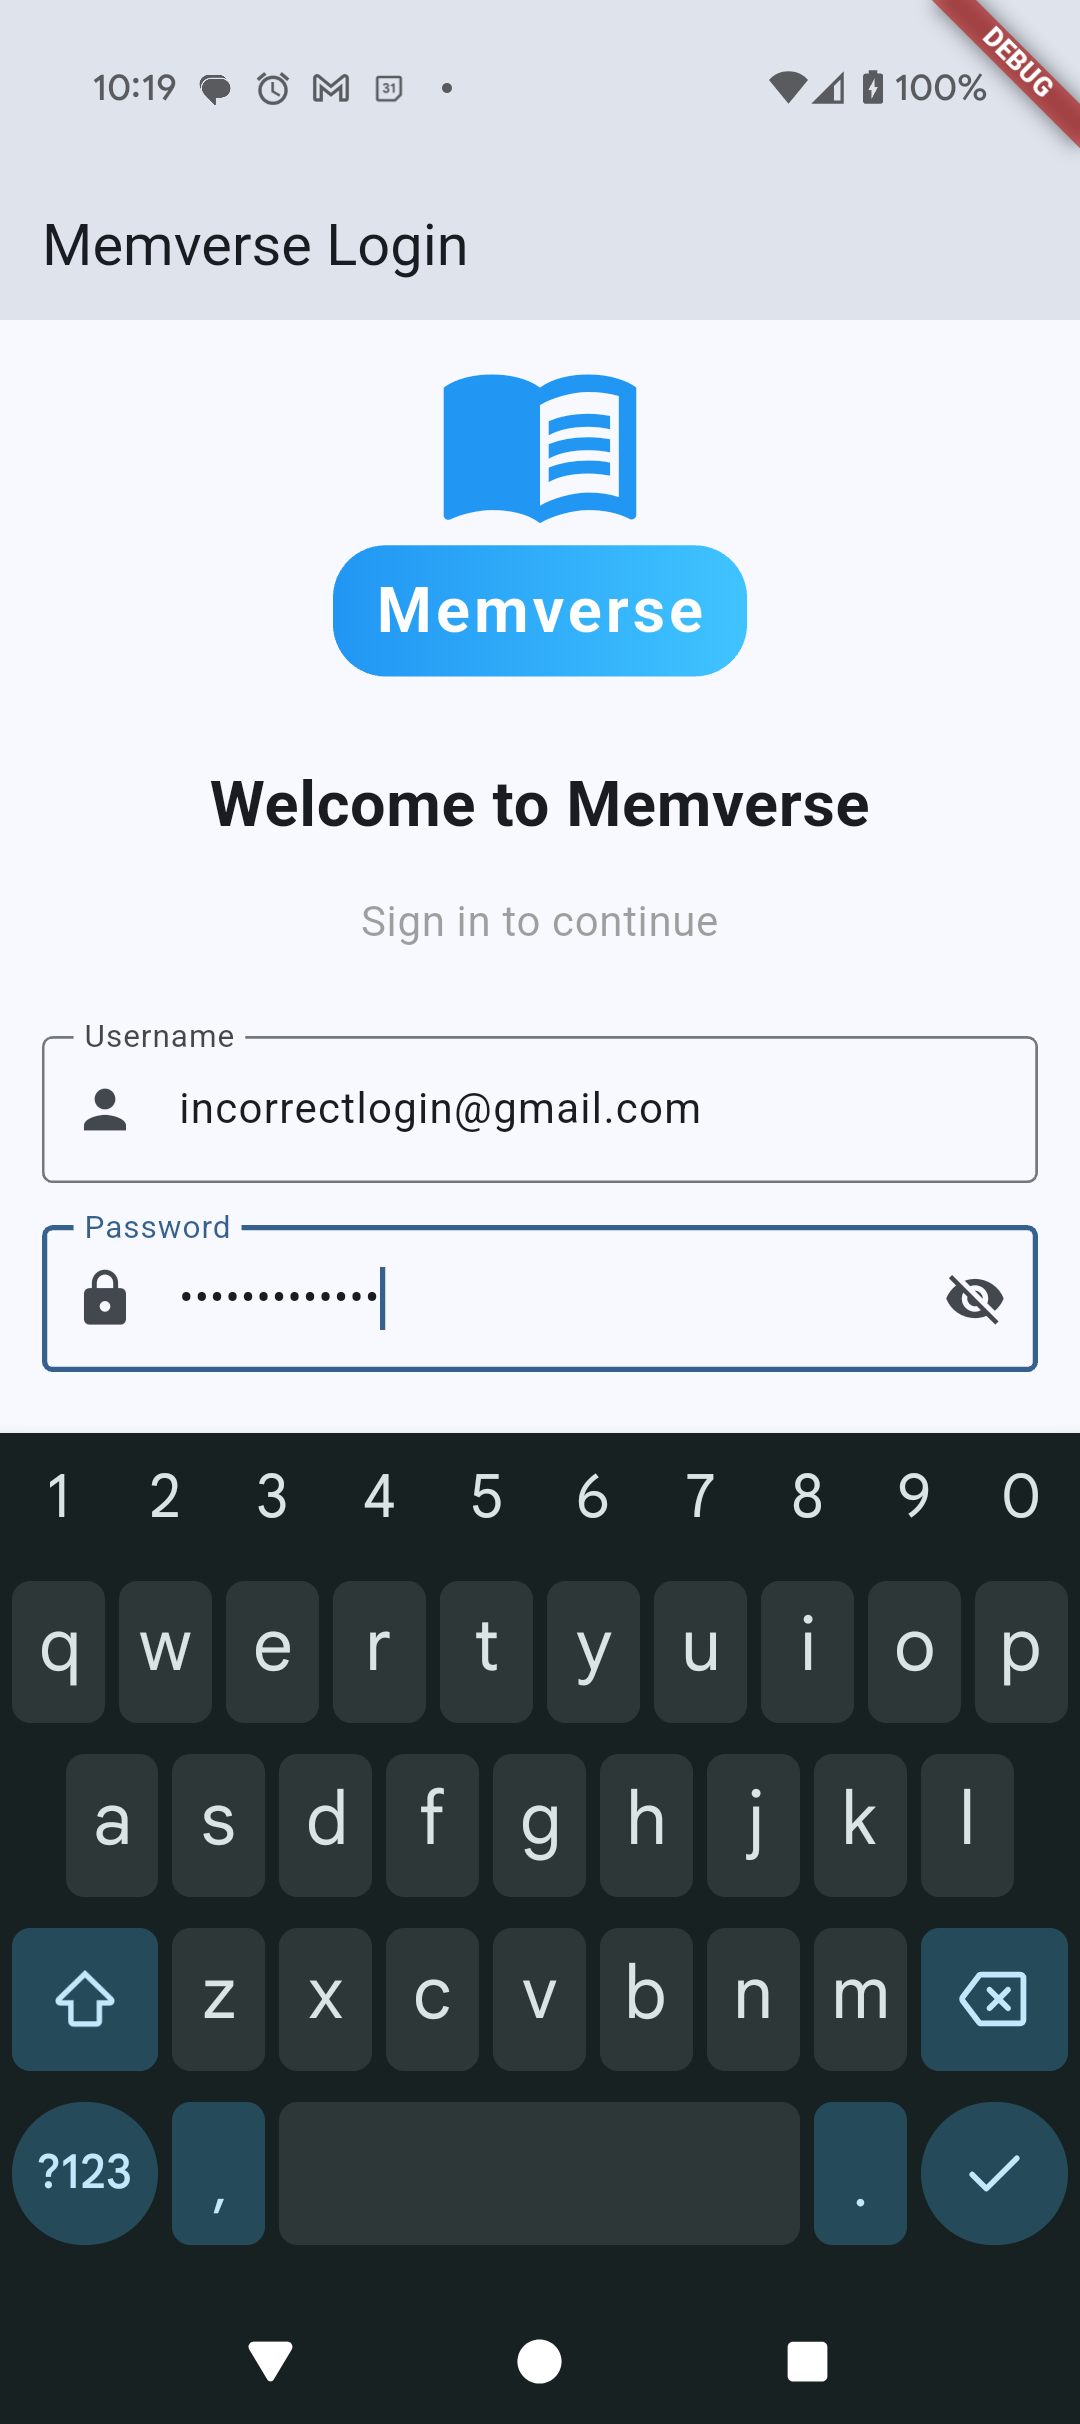 10:19 31 100%
DEBUG
Memverse Login
Memverse
Welcome to Memverse
Sign in to continue
Username
incorrectlogin@gmail.com
Password
•••••••••••••
1 2 3 4 5 6 7 8 9 0
q w e r t y u i o p
a s d f g h j k l
z x c v b n m
?123 , .